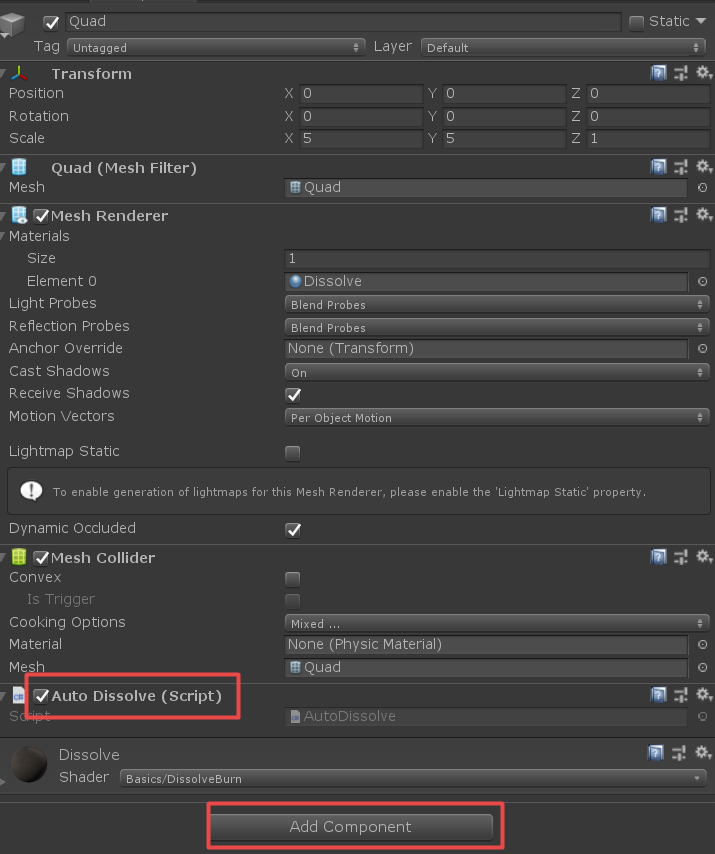 Quad
Static
Tag Untagged Layer Default
Transform
Position X 0 Y 0 Z 0
Rotation X 0 Y 0 Z 0
Scale X 5 Y 5 Z 1
Quad (Mesh Filter)
Mesh Quad
Mesh Renderer
Materials
Size 1
Element 0 Dissolve
Light Probes Blend Probes
Reflection Probes Blend Probes
Anchor Override None (Transform)
Cast Shadows On
Receive Shadows
Motion Vectors Per Object Motion
Lightmap Static
To enable generation of lightmaps for this Mesh Renderer, please enable the 'Lightmap Static' property.
Dynamic Occluded
Mesh Collider
Convex
Is Trigger
Cooking Options Mixed ...
Material None (Physic Material)
Mesh Quad
c# Auto Dissolve (Script)
Script AutoDissolve
Dissolve
Shader Basics/DissolveBurn
Add Component